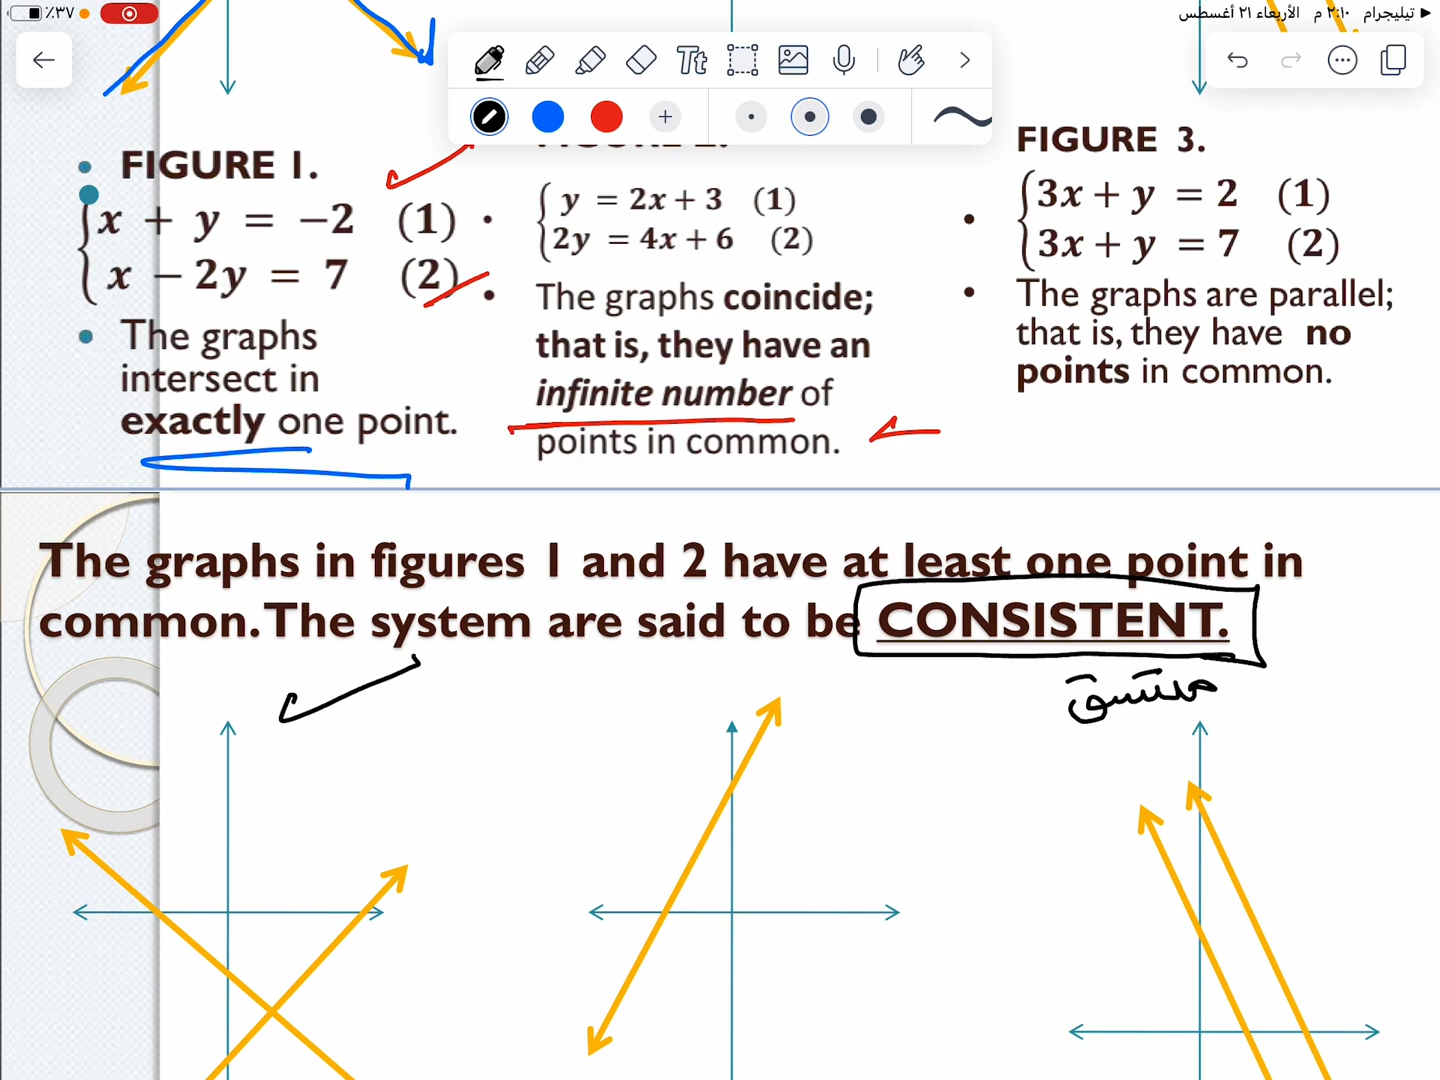 ٪٣٧
◀ تيليجرام ٢:١٠ م الأربعاء ٢١ أغسطس
Tt
• FIGURE 1.
x + y = −2 (1)
x − 2y = 7 (2)
• The graphs
intersect in
exactly one point.
• y = 2x + 3 (1)
2y = 4x + 6 (2)
• The graphs coincide;
that is, they have an
infinite number of
points in common.
FIGURE 3.
• 3x + y = 2 (1)
3x + y = 7 (2)
• The graphs are parallel;
that is, they have no
points in common.
The graphs in figures 1 and 2 have at least one point in
common. The system are said to be CONSISTENT.
متسق